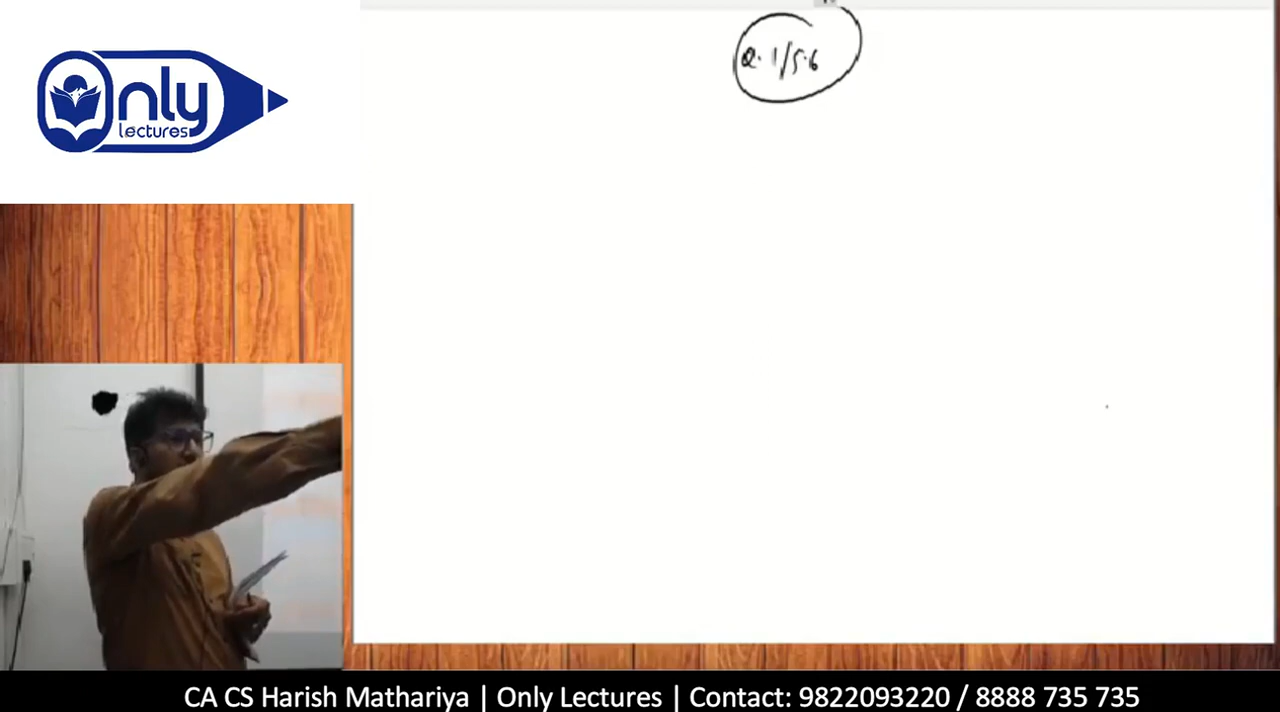 Only
lectures
Q.1/5.6
CA CS Harish Mathariya | Only Lectures | Contact: 9822093220 / 8888 735 735